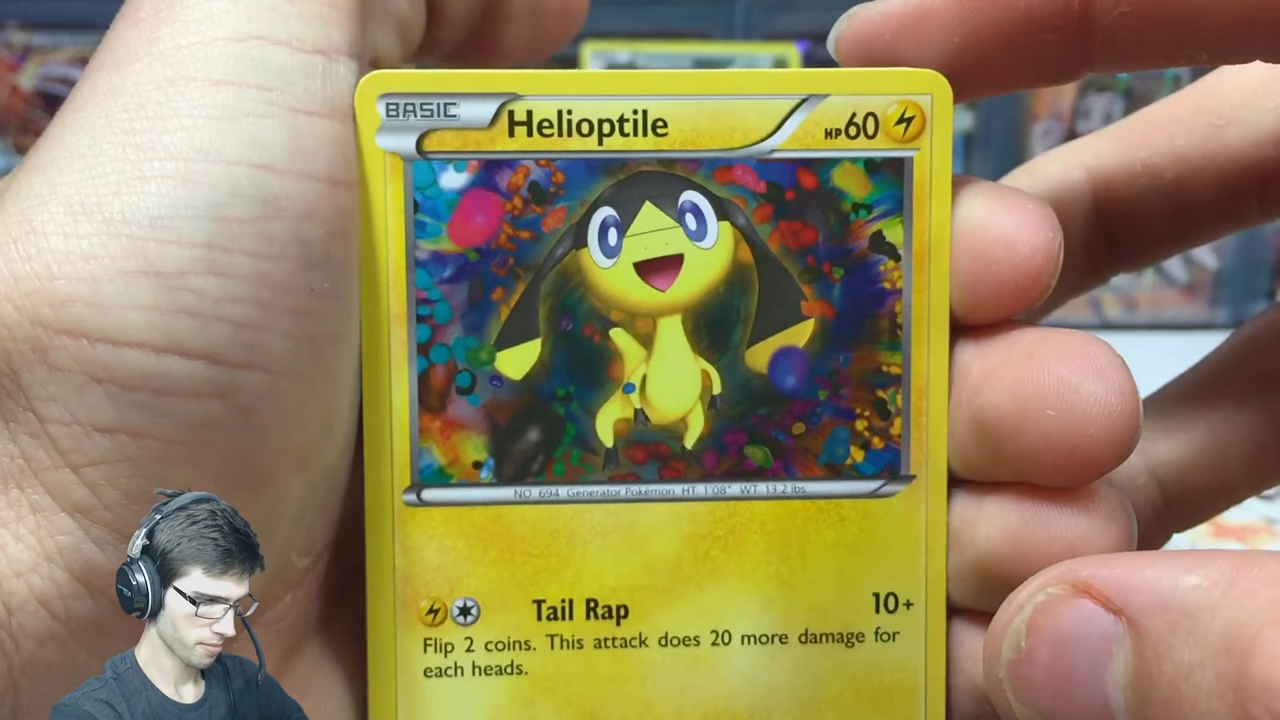 BASIC Helioptile HP60
NO. 694 Generator Pokémon HT 1'08" WT 13.2 lbs
Tail Rap 10+
Flip 2 coins. This attack does 20 more damage for
each heads.